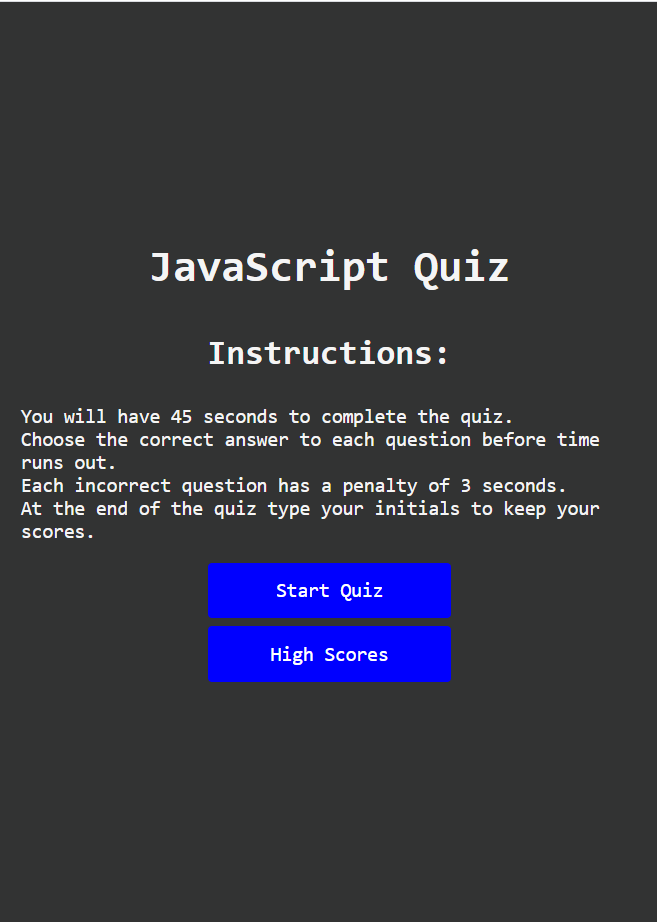 JavaScript Quiz
Instructions:
You will have 45 seconds to complete the quiz.
Choose the correct answer to each question before time
runs out.
Each incorrect question has a penalty of 3 seconds.
At the end of the quiz type your initials to keep your
scores.
Start Quiz
High Scores